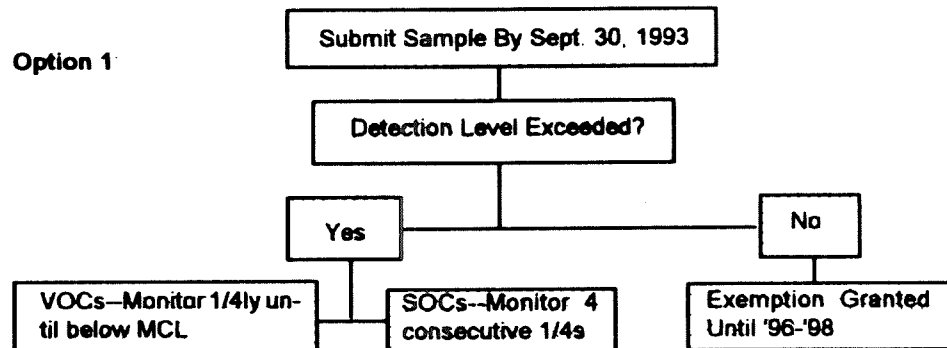 Submit Sample By Sept. 30, 1993
Option 1
Detection Level Exceeded?
Yes
No
VOCs--Monitor 1/4ly un-
til below MCL
SOCs--Monitor 4
consecutive 1/4s
Exemption Granted
Until '96-'98